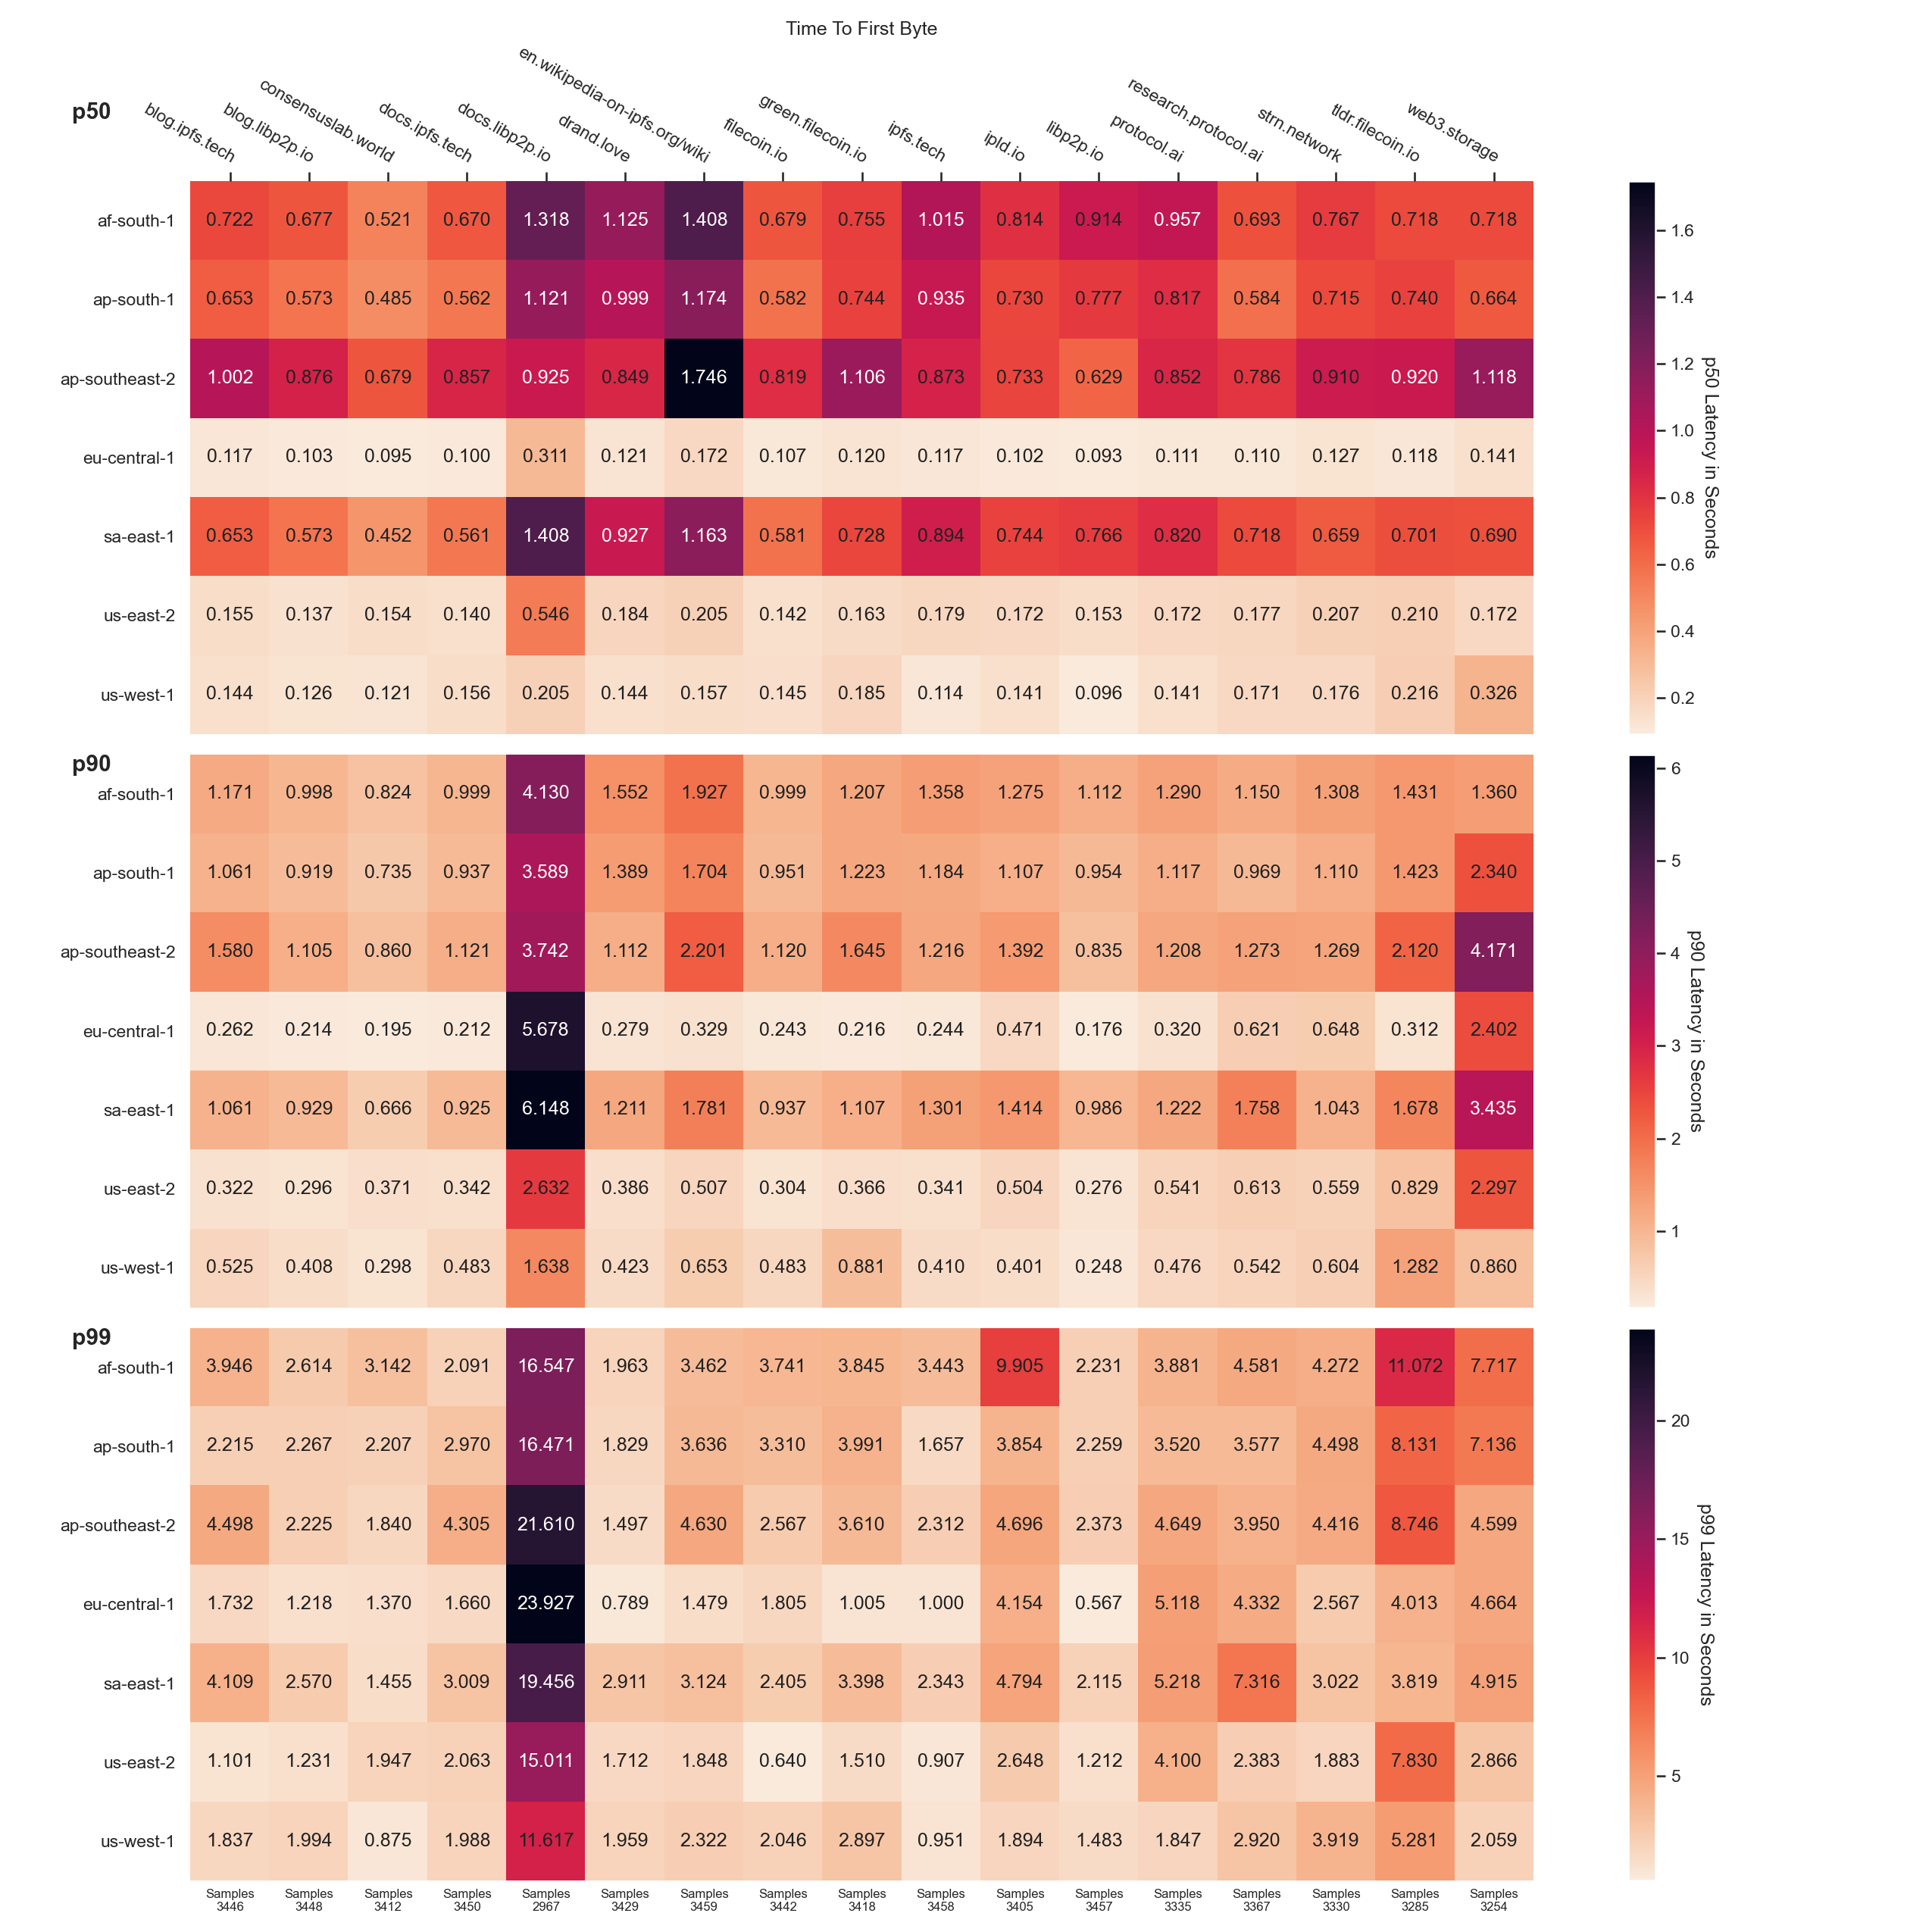 Time To First Byte
p50
blog.ipfs.tech
blog.libp2p.io
consensuslab.world
docs.ipfs.tech
docs.libp2p.io
drand.love
en.wikipedia-on-ipfs.org/wiki
filecoin.io
green.filecoin.io
ipfs.tech
ipld.io
libp2p.io
protocol.ai
research.protocol.ai
strn.network
tldr.filecoin.io
web3.storage
af-south-1 0.722 0.677 0.521 0.670 1.318 1.125 1.408 0.679 0.755 1.015 0.814 0.914 0.957 0.693 0.767 0.718 0.718
ap-south-1 0.653 0.573 0.485 0.562 1.121 0.999 1.174 0.582 0.744 0.935 0.730 0.777 0.817 0.584 0.715 0.740 0.664
ap-southeast-2 1.002 0.876 0.679 0.857 0.925 0.849 1.746 0.819 1.106 0.873 0.733 0.629 0.852 0.786 0.910 0.920 1.118
eu-central-1 0.117 0.103 0.095 0.100 0.311 0.121 0.172 0.107 0.120 0.117 0.102 0.093 0.111 0.110 0.127 0.118 0.141
sa-east-1 0.653 0.573 0.452 0.561 1.408 0.927 1.163 0.581 0.728 0.894 0.744 0.766 0.820 0.718 0.659 0.701 0.690
us-east-2 0.155 0.137 0.154 0.140 0.546 0.184 0.205 0.142 0.163 0.179 0.172 0.153 0.172 0.177 0.207 0.210 0.172
us-west-1 0.144 0.126 0.121 0.156 0.205 0.144 0.157 0.145 0.185 0.114 0.141 0.096 0.141 0.171 0.176 0.216 0.326
1.6
1.4
1.2
1.0
0.8
0.6
0.4
0.2
p50 Latency in Seconds
p90
af-south-1 1.171 0.998 0.824 0.999 4.130 1.552 1.927 0.999 1.207 1.358 1.275 1.112 1.290 1.150 1.308 1.431 1.360
ap-south-1 1.061 0.919 0.735 0.937 3.589 1.389 1.704 0.951 1.223 1.184 1.107 0.954 1.117 0.969 1.110 1.423 2.340
ap-southeast-2 1.580 1.105 0.860 1.121 3.742 1.112 2.201 1.120 1.645 1.216 1.392 0.835 1.208 1.273 1.269 2.120 4.171
eu-central-1 0.262 0.214 0.195 0.212 5.678 0.279 0.329 0.243 0.216 0.244 0.471 0.176 0.320 0.621 0.648 0.312 2.402
sa-east-1 1.061 0.929 0.666 0.925 6.148 1.211 1.781 0.937 1.107 1.301 1.414 0.986 1.222 1.758 1.043 1.678 3.435
us-east-2 0.322 0.296 0.371 0.342 2.632 0.386 0.507 0.304 0.366 0.341 0.504 0.276 0.541 0.613 0.559 0.829 2.297
us-west-1 0.525 0.408 0.298 0.483 1.638 0.423 0.653 0.483 0.881 0.410 0.401 0.248 0.476 0.542 0.604 1.282 0.860
6
5
4
3
2
1
p90 Latency in Seconds
p99
af-south-1 3.946 2.614 3.142 2.091 16.547 1.963 3.462 3.741 3.845 3.443 9.905 2.231 3.881 4.581 4.272 11.072 7.717
ap-south-1 2.215 2.267 2.207 2.970 16.471 1.829 3.636 3.310 3.991 1.657 3.854 2.259 3.520 3.577 4.498 8.131 7.136
ap-southeast-2 4.498 2.225 1.840 4.305 21.610 1.497 4.630 2.567 3.610 2.312 4.696 2.373 4.649 3.950 4.416 8.746 4.599
eu-central-1 1.732 1.218 1.370 1.660 23.927 0.789 1.479 1.805 1.005 1.000 4.154 0.567 5.118 4.332 2.567 4.013 4.664
sa-east-1 4.109 2.570 1.455 3.009 19.456 2.911 3.124 2.405 3.398 2.343 4.794 2.115 5.218 7.316 3.022 3.819 4.915
us-east-2 1.101 1.231 1.947 2.063 15.011 1.712 1.848 0.640 1.510 0.907 2.648 1.212 4.100 2.383 1.883 7.830 2.866
us-west-1 1.837 1.994 0.875 1.988 11.617 1.959 2.322 2.046 2.897 0.951 1.894 1.483 1.847 2.920 3.919 5.281 2.059
20
15
10
5
p99 Latency in Seconds
Samples Samples Samples Samples Samples Samples Samples Samples Samples Samples Samples Samples Samples Samples Samples Samples Samples
3446 3448 3412 3450 2967 3429 3459 3442 3418 3458 3405 3457 3335 3367 3330 3285 3254